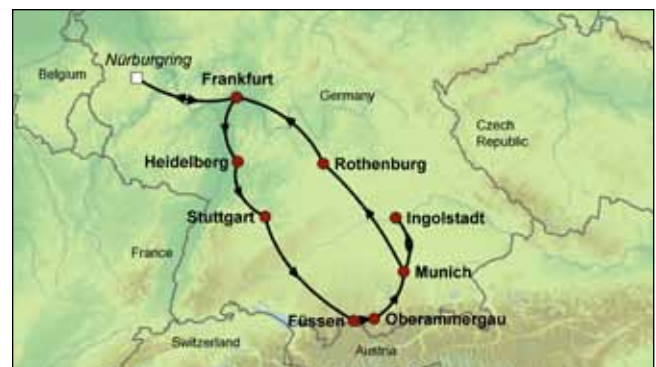 Nürburgring
Belgium
Frankfurt
Germany
Czech
Republic
Heidelberg
Rothenburg
Stuttgart
Ingolstadt
France
Munich
Füssen
Oberammergau
Switzerland
Austria